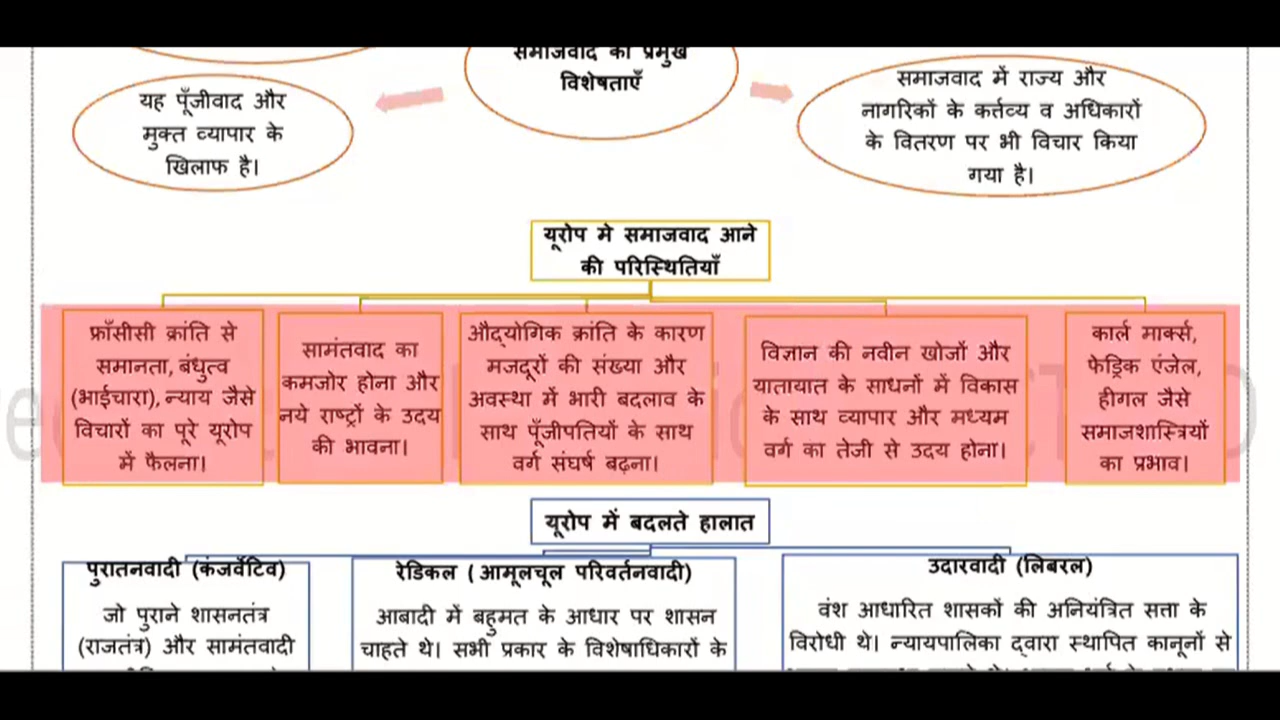 समाजवाद की प्रमुख
विशेषताएँ
यह पूँजीवाद और
मुक्त व्यापार के
खिलाफ है।
समाजवाद में राज्य और
नागरिकों के कर्तव्य व अधिकारों
के वितरण पर भी विचार किया
गया है।
यूरोप मे समाजवाद आने
की परिस्थितियाँ
फ्राँसीसी क्रांति से
समानता, बंधुत्व
(भाईचारा), न्याय जैसे
विचारों का पूरे यूरोप
में फैलना।
सामंतवाद का
कमजोर होना और
नये राष्ट्रों के उदय
की भावना।
औद्योगिक क्रांति के कारण
मजदूरों की संख्या और
अवस्था में भारी बदलाव के
साथ पूँजीपतियों के साथ
वर्ग संघर्ष बढ़ना।
विज्ञान की नवीन खोजों और
यातायात के साधनों में विकास
के साथ व्यापार और मध्यम
वर्ग का तेजी से उदय होना।
कार्ल मार्क्स,
फेड्रिक एंजेल,
हीगल जैसे
समाजशास्त्रियों
का प्रभाव।
यूरोप में बदलते हालात
पुरातनवादी (कंजर्वेटिव)
जो पुराने शासनतंत्र
(राजतंत्र) और सामंतवादी
रेडिकल ( आमूलचूल परिवर्तनवादी)
आबादी में बहुमत के आधार पर शासन
चाहते थे। सभी प्रकार के विशेषाधिकारों के
उदारवादी (लिबरल)
वंश आधारित शासकों की अनियंत्रित सत्ता के
विरोधी थे। न्यायपालिका द्वारा स्थापित कानूनों से